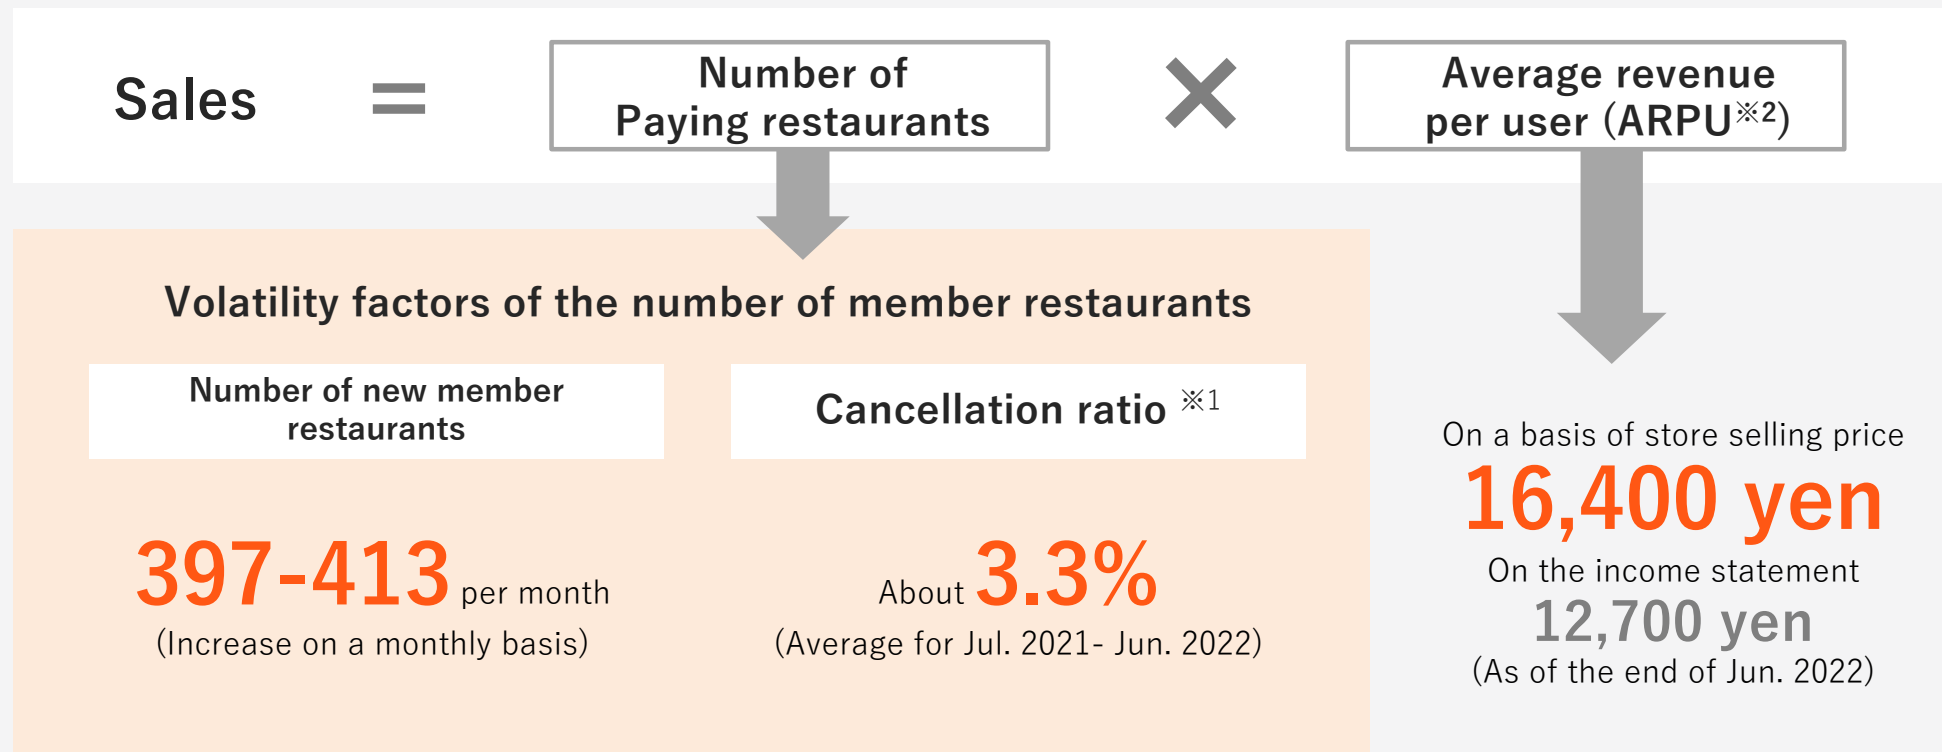 Sales = Number of × Average revenue
Paying restaurants per user (ARPU※2)
Volatility factors of the number of member restaurants
Number of new member
restaurants
Cancellation ratio ※1
397-413 per month
(Increase on a monthly basis)
About 3.3%
(Average for Jul. 2021- Jun. 2022)
On a basis of store selling price
16,400 yen
On the income statement
12,700 yen
(As of the end of Jun. 2022)